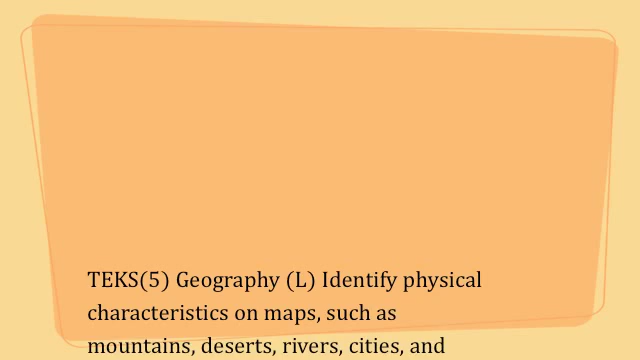 TEKS(5) Geography (L) Identify physical
characteristics on maps, such as
mountains, deserts, rivers, cities, and